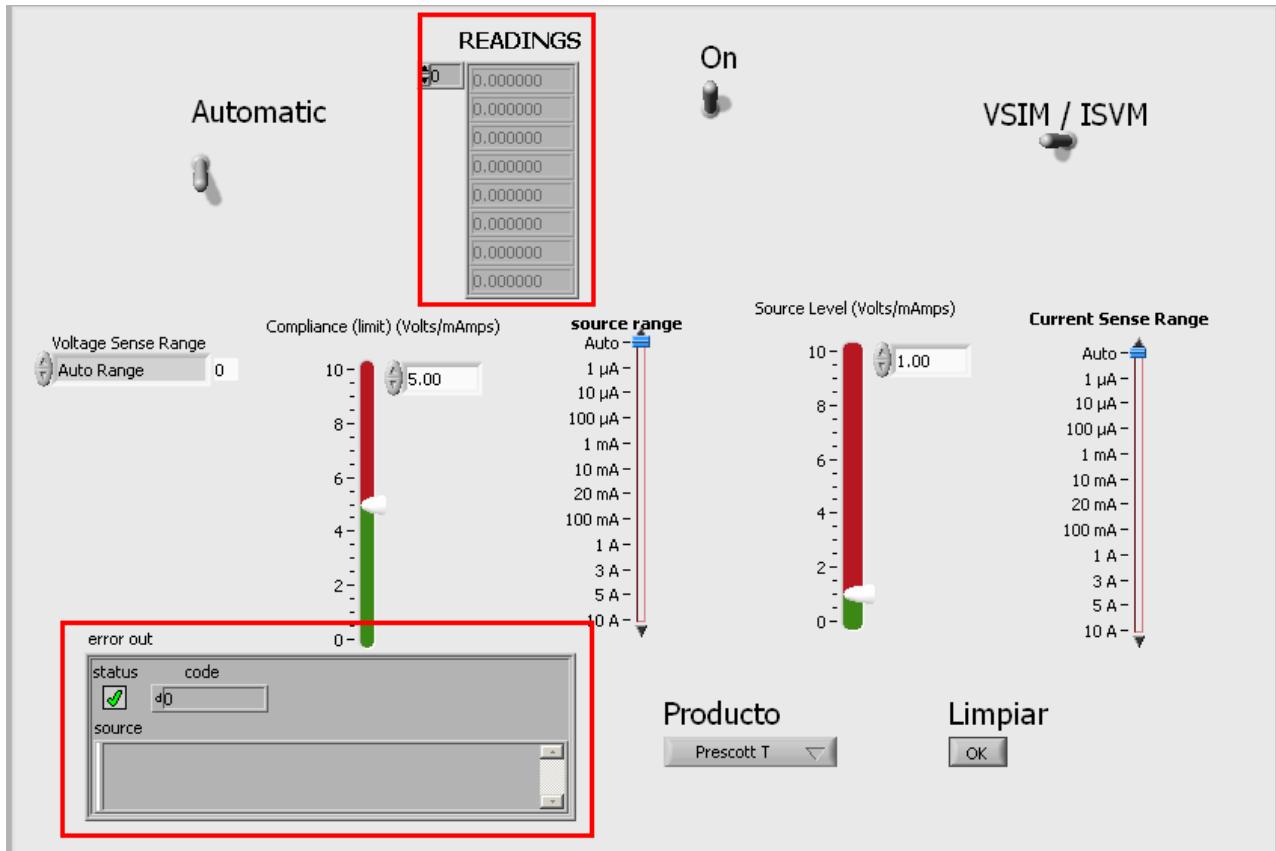 READINGS
0
0.000000
0.000000
0.000000
0.000000
0.000000
0.000000
0.000000
0.000000
Automatic
On
VSIM / ISVM
Voltage Sense Range
Auto Range 0
Compliance (limit) (Volts/mAmps)
5.00
10
8
6
4
2
0
source range
Auto
1 µA
10 µA
100 µA
1 mA
10 mA
20 mA
100 mA
1 A
3 A
5 A
10 A
Source Level (Volts/mAmps)
1.00
10
8
6
4
2
0
Current Sense Range
Auto
1 µA
10 µA
100 µA
1 mA
10 mA
20 mA
100 mA
1 A
3 A
5 A
10 A
error out
status code
d0
source
Producto
Prescott T
Limpiar
OK